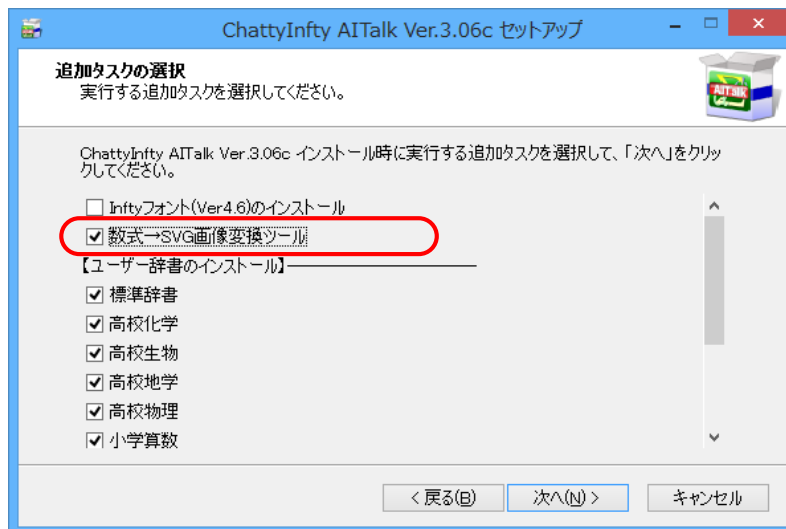 ChattyInfty AITalk Ver.3.06c セットアップ
追加タスクの選択
実行する追加タスクを選択してください。
AITalk
ChattyInfty AITalk Ver.3.06c インストール時に実行する追加タスクを選択して、「次へ」をクリッ
クしてください。
Inftyフォント(Ver4.6)のインストール
数式→SVG画像変換ツール
【ユーザー辞書のインストール】――――――――――
標準辞書
高校化学
高校生物
高校地学
高校物理
小学算数
< 戻る(B)
次へ(N) >
キャンセル